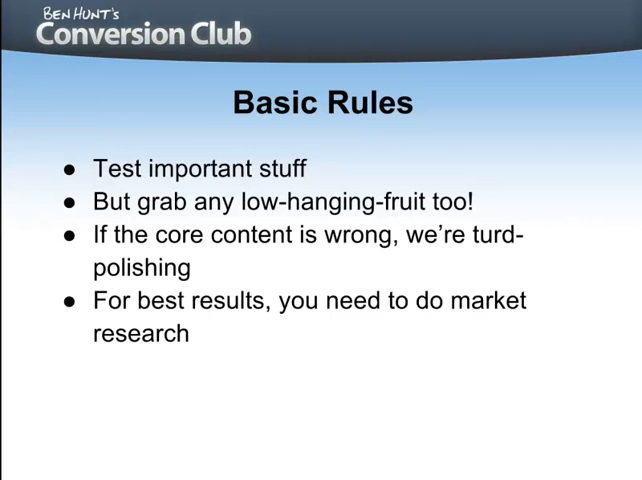 BEN HUNT'S
Conversion Club
Basic Rules
● Test important stuff
● But grab any low-hanging-fruit too!
● If the core content is wrong, we’re turd-
polishing
● For best results, you need to do market
research